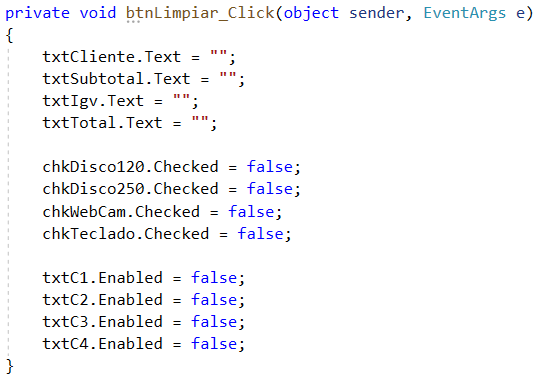 private void btnLimpiar_Click(object sender, EventArgs e)
{
    txtCliente.Text = "";
    txtSubtotal.Text = "";
    txtIgv.Text = "";
    txtTotal.Text = "";

    chkDisco120.Checked = false;
    chkDisco250.Checked = false;
    chkWebCam.Checked = false;
    chkTeclado.Checked = false;

    txtC1.Enabled = false;
    txtC2.Enabled = false;
    txtC3.Enabled = false;
    txtC4.Enabled = false;
}